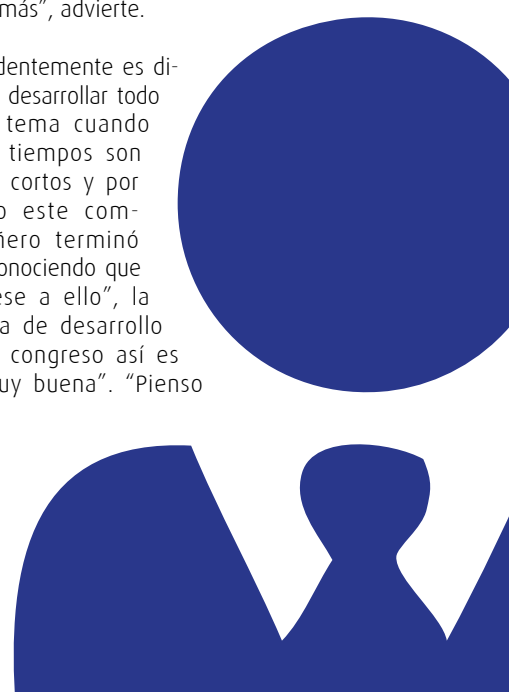 más”, advierte.
dentemente es di-
desarrollar todo
tema cuando
tiempos son
cortos y por
o este com-
ñero terminó
onociendo que
ese a ello”, la
a de desarrollo
congreso así es
uy buena”. “Pienso